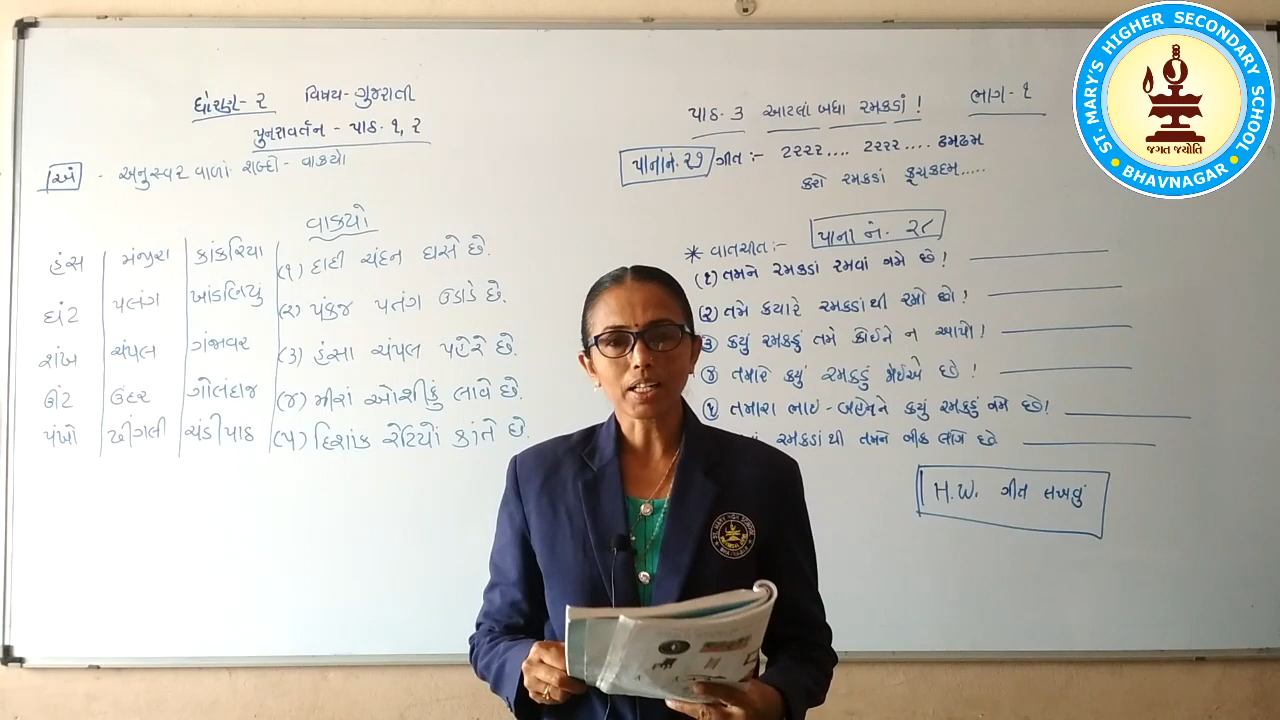 ધોરણ- ૨ વિષય- ગુજરાતી
પુનરાવર્તન - પાઠ- ૧, ૨
અં - અનુસ્વર વાળાં શબ્દો - વાક્યો
વાક્યો
હંસ મંજીરા કાંકરિયા (૧) દાદી ચંદન ઘસે છે.
ઘંટ પલંગ ખાંડણિયું (૨) પંકજ પતંગ ઉડાડે છે.
શંખ ચંપલ ગંજાવર (૩) હંસા ચંપલ પહેરે છે.
ઊંટ ઉંદર ગોલંદાજ (૪) મીરાં ઓશીકું લાવે છે.
પંખો ઢીંગલી ચંડીપાઠ (૫) દિશાંક રેંટિયો કાંતે છે.
પાઠ- ૩ આટલાં બધા રમકડાં ! ભાગ - ૧
પાનાં નં- ૨૭ ગીત :- ટરરર.... ટરરર.... ઢમઢમ
કરો રમકડાં કૂચકદમ.....
પાના નં. ૨૮
* વાતચીત :-
(૧) તમને રમકડાં રમવાં ગમે છે !
(૨) તમે ક્યારે રમકડાંથી રમો છો !
(૩) કયું રમકડું તમે કોઈને ન આપો !
(૪) તમારે કયું રમકડું જોઈએ છે !
(૫) તમારા ભાઇ - બહેનને કયું રમકડું ગમે છે !
રમકડાંથી તમને બીક લાગે છે
H.W. ગીત લખવું
ST. MARY'S HIGHER SECONDARY SCHOOL
જગત જ્યોતિ
BHAVNAGAR